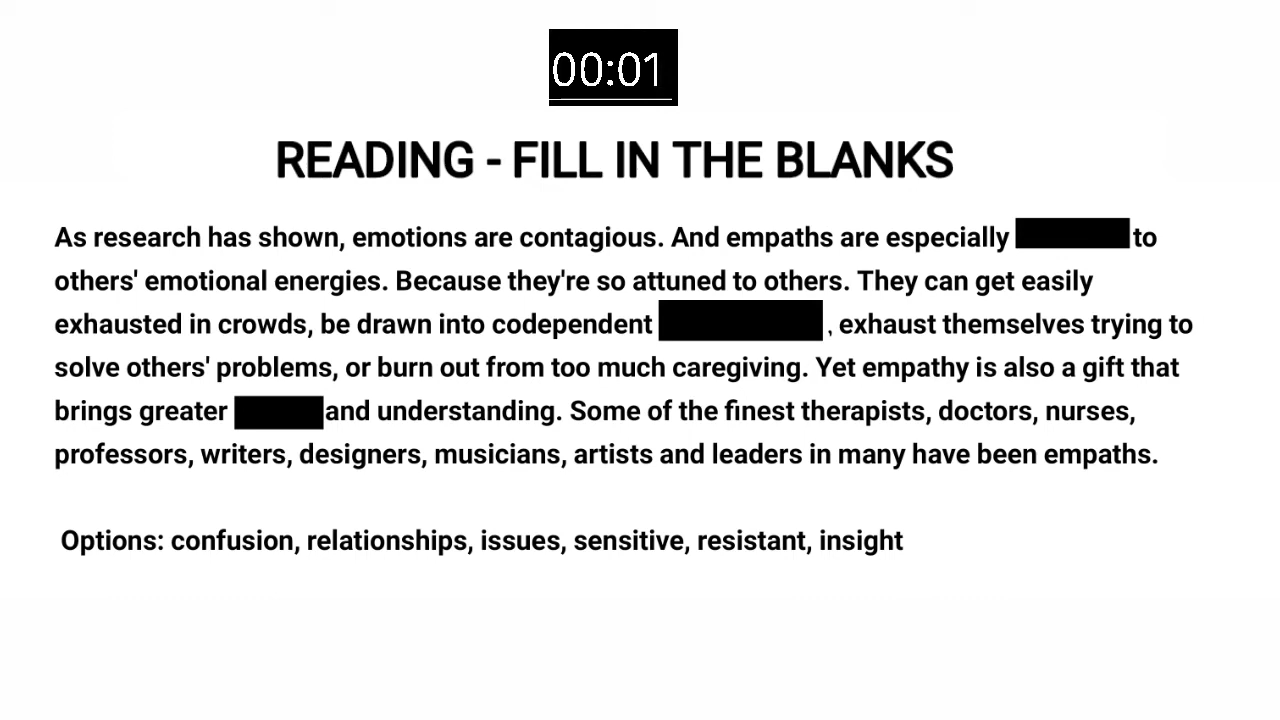 00:01
READING - FILL IN THE BLANKS
As research has shown, emotions are contagious. And empaths are especially to
others' emotional energies. Because they're so attuned to others. They can get easily
exhausted in crowds, be drawn into codependent , exhaust themselves trying to
solve others' problems, or burn out from too much caregiving. Yet empathy is also a gift that
brings greater and understanding. Some of the finest therapists, doctors, nurses,
professors, writers, designers, musicians, artists and leaders in many have been empaths.
Options: confusion, relationships, issues, sensitive, resistant, insight